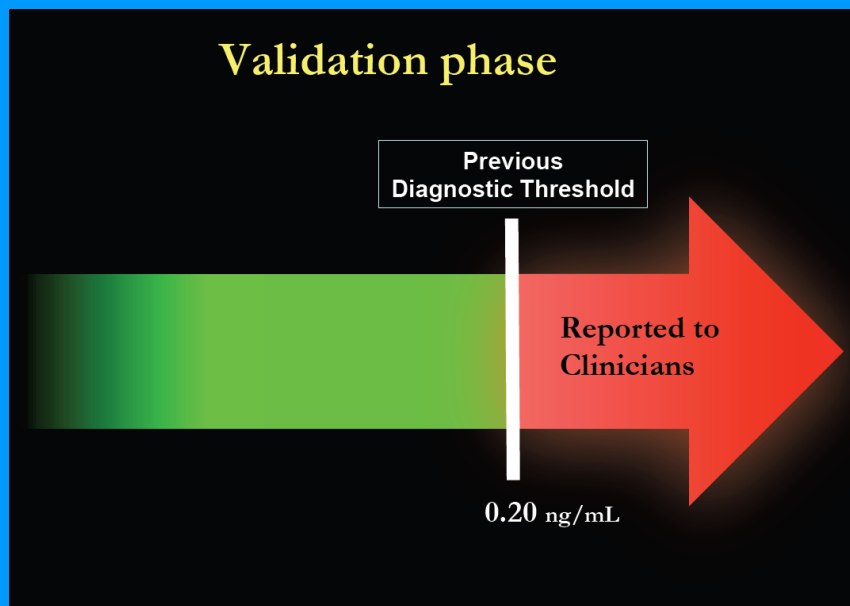 Validation phase
Previous
Diagnostic Threshold
Reported to
Clinicians
0.20 ng/mL